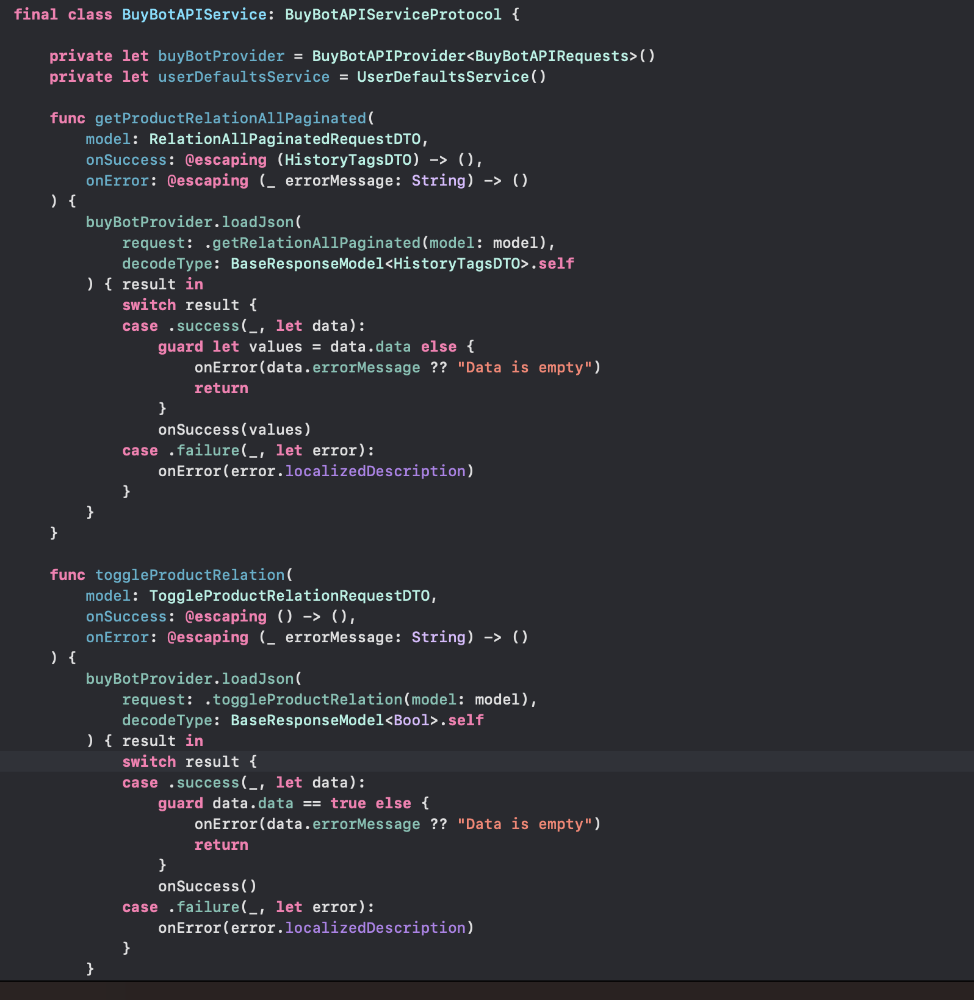 final class BuyBotAPIService: BuyBotAPIServiceProtocol {

    private let buyBotProvider = BuyBotAPIProvider<BuyBotAPIRequests>()
    private let userDefaultsService = UserDefaultsService()

    func getProductRelationAllPaginated(
        model: RelationAllPaginatedRequestDTO,
        onSuccess: @escaping (HistoryTagsDTO) -> (),
        onError: @escaping (_ errorMessage: String) -> ()
    ) {
        buyBotProvider.loadJson(
            request: .getRelationAllPaginated(model: model),
            decodeType: BaseResponseModel<HistoryTagsDTO>.self
        ) { result in
            switch result {
            case .success(_, let data):
                guard let values = data.data else {
                    onError(data.errorMessage ?? "Data is empty")
                    return
                }
                onSuccess(values)
            case .failure(_, let error):
                onError(error.localizedDescription)
            }
        }
    }

    func toggleProductRelation(
        model: ToggleProductRelationRequestDTO,
        onSuccess: @escaping () -> (),
        onError: @escaping (_ errorMessage: String) -> ()
    ) {
        buyBotProvider.loadJson(
            request: .toggleProductRelation(model: model),
            decodeType: BaseResponseModel<Bool>.self
        ) { result in
            switch result {
            case .success(_, let data):
                guard data.data == true else {
                    onError(data.errorMessage ?? "Data is empty")
                    return
                }
                onSuccess()
            case .failure(_, let error):
                onError(error.localizedDescription)
            }
        }